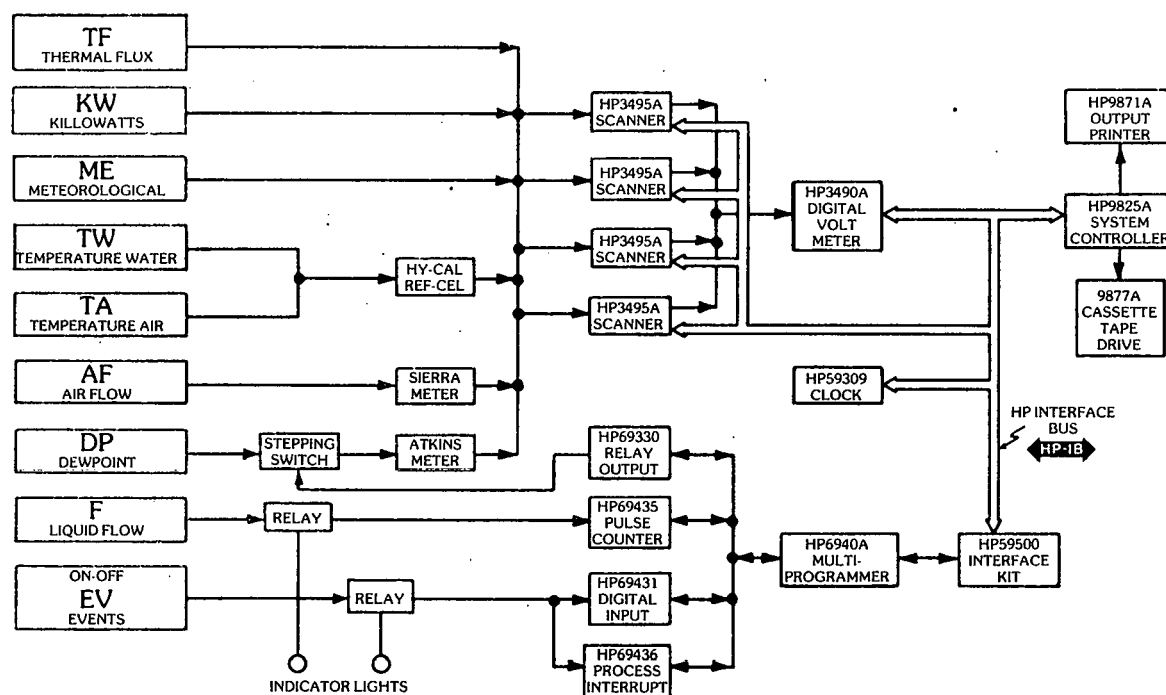 TF
THERMAL FLUX
KW
KILLOWATTS
ME
METEOROLOGICAL
TW
TEMPERATURE WATER
TA
TEMPERATURE AIR
AF
AIR FLOW
DP
DEWPOINT
F
LIQUID FLOW
ON-OFF
EV
EVENTS
HY-CAL
REF-CEL
SIERRA
METER
STEPPING
SWITCH
ATKINS
METER
RELAY
RELAY
INDICATOR LIGHTS
HP3495A
SCANNER
HP3495A
SCANNER
HP3495A
SCANNER
HP3495A
SCANNER
HP69330
RELAY
OUTPUT
HP69435
PULSE
COUNTER
HP69431
DIGITAL
INPUT
HP69436
PROCESS
INTERRUPT
HP3490A
DIGITAL
VOLT
METER
HP59309
CLOCK
HP6940A
MULTI-
PROGRAMMER
HP59500
INTERFACE
KIT
HP INTERFACE
BUS
HP-IB
HP9871A
OUTPUT
PRINTER
HP9825A
SYSTEM
CONTROLLER
9877A
CASSETTE
TAPE
DRIVE